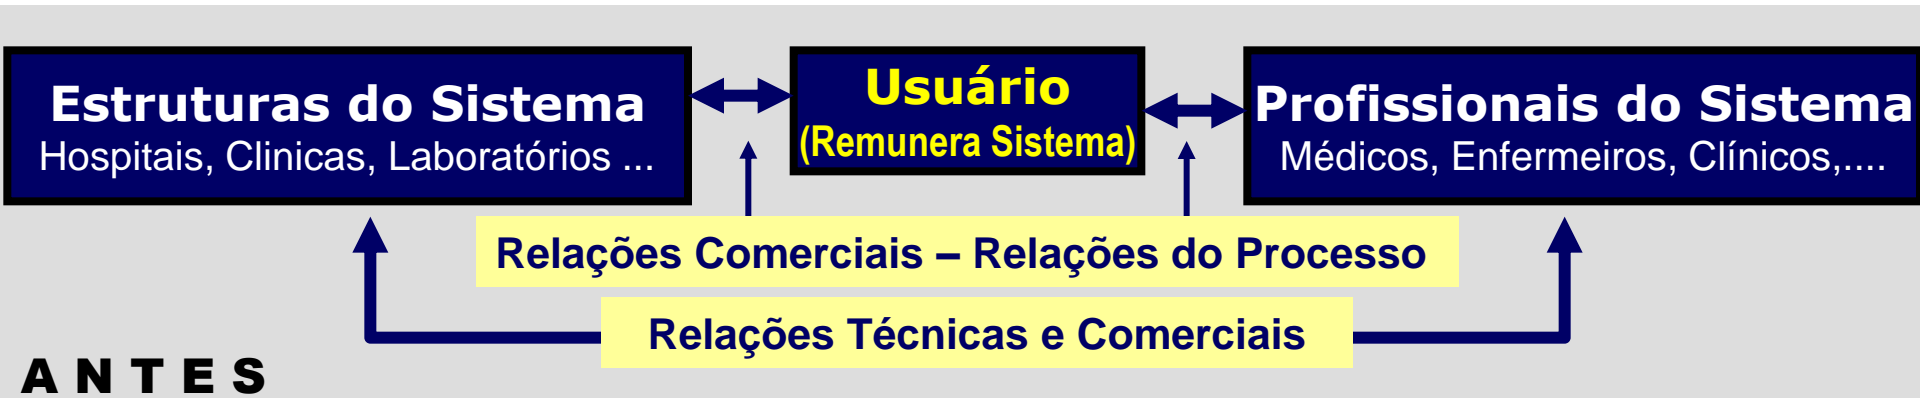 Estruturas do Sistema
Hospitais, Clinicas, Laboratórios ...
Usuário
(Remunera Sistema)
Profissionais do Sistema
Médicos, Enfermeiros, Clínicos,....
Relações Comerciais – Relações do Processo
Relações Técnicas e Comerciais
A N T E S